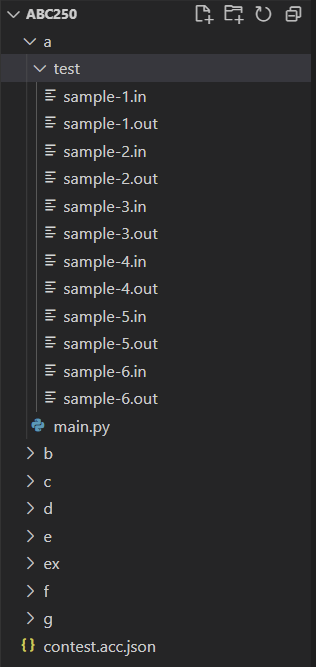 ABC250
a
test
sample-1.in
sample-1.out
sample-2.in
sample-2.out
sample-3.in
sample-3.out
sample-4.in
sample-4.out
sample-5.in
sample-5.out
sample-6.in
sample-6.out
main.py
b
c
d
e
ex
f
g
{} contest.acc.json